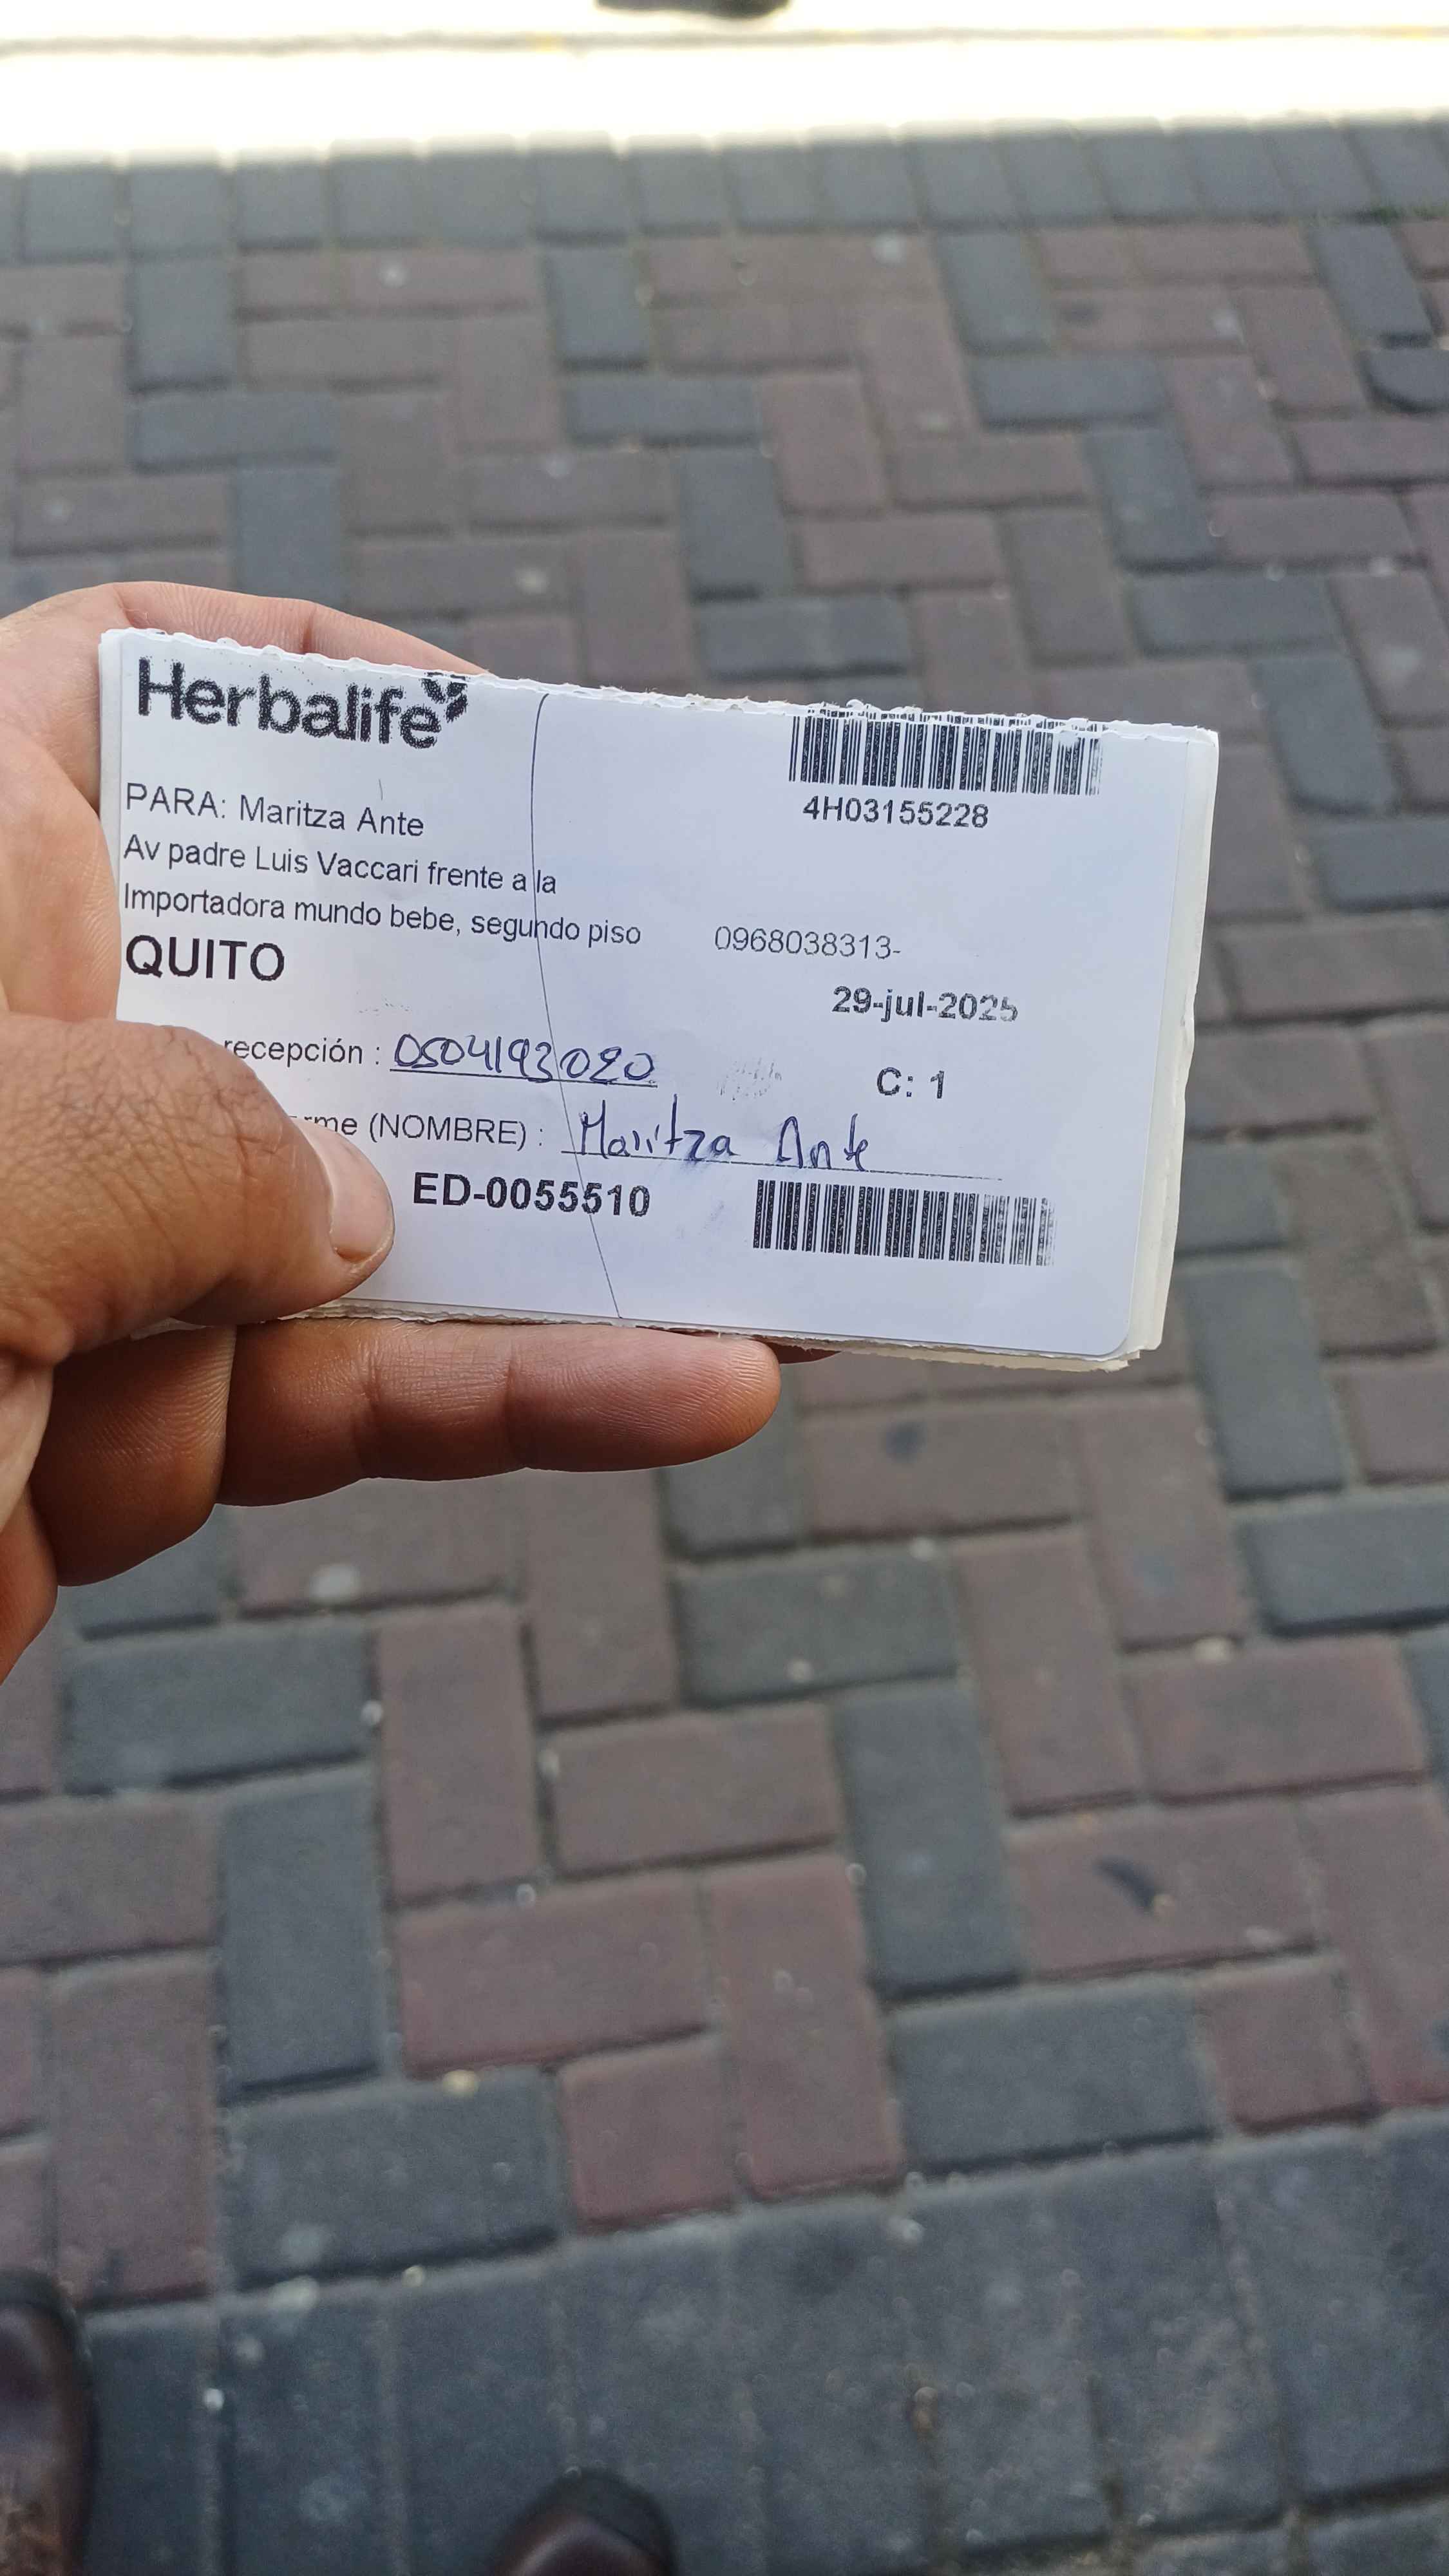 Herbalife
4H03155228
PARA: Maritza Ante
Av padre Luis Vaccari frente a la
Importadora mundo bebe, segundo piso 0968038313-
QUITO
29-jul-2025
recepción : 0504193020
C: 1
rme (NOMBRE) : Maritza Ante
ED-0055510